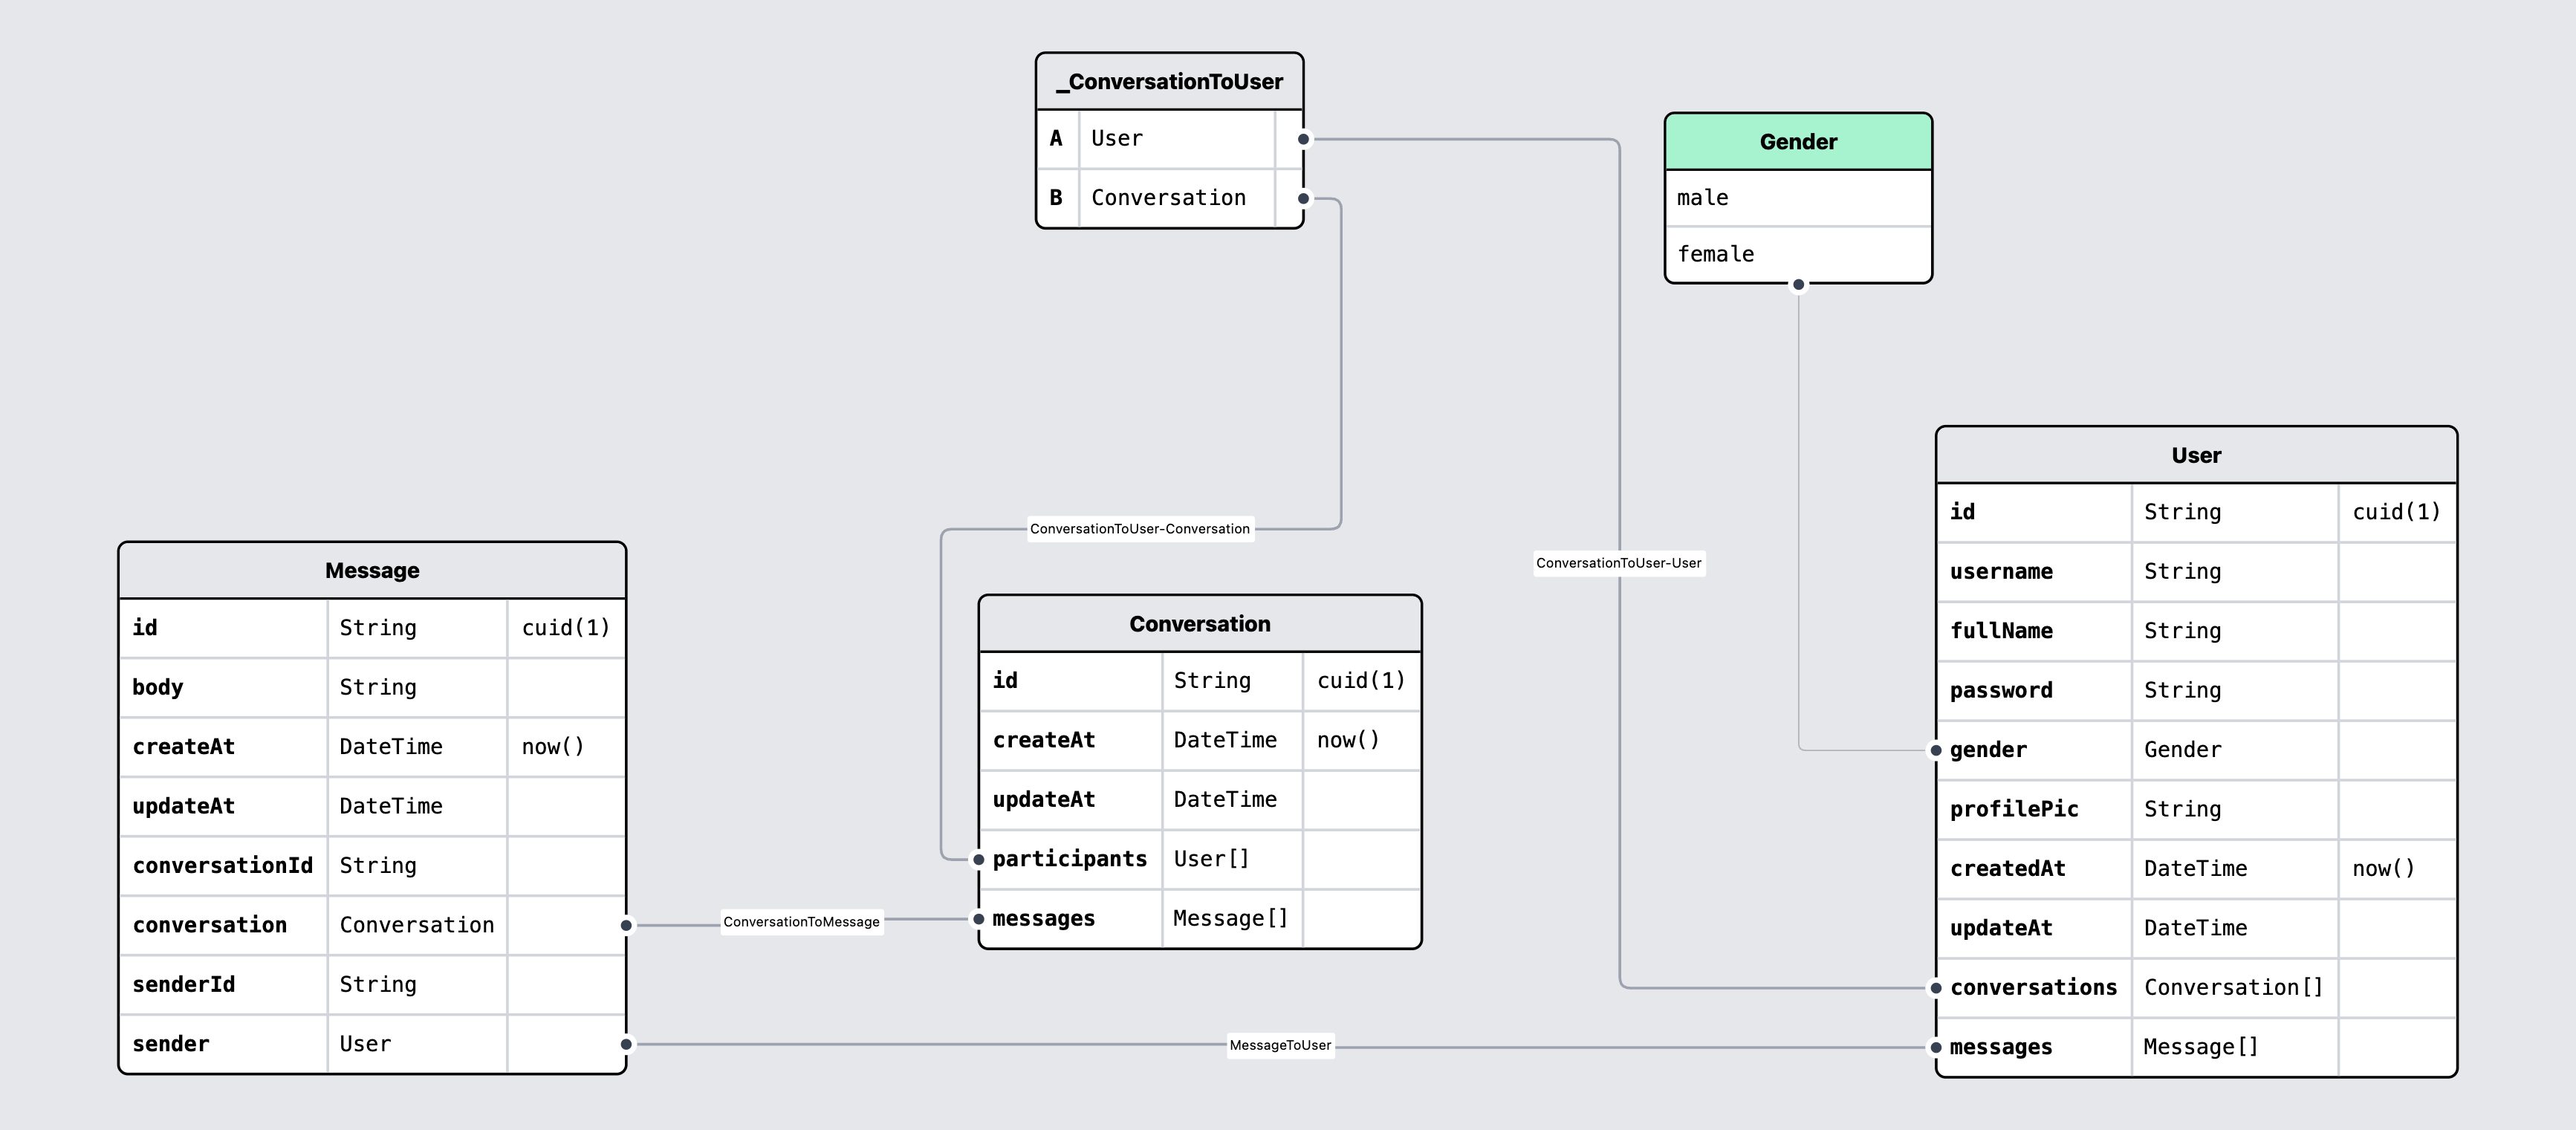 _ConversationToUser
A User
B Conversation
Gender
male
female
ConversationToUser-Conversation
ConversationToUser-User
Message
id String cuid(1)
body String
createAt DateTime now()
updateAt DateTime
conversationId String
conversation Conversation
senderId String
sender User
ConversationToMessage
Conversation
id String cuid(1)
createAt DateTime now()
updateAt DateTime
participants User[]
messages Message[]
MessageToUser
User
id String cuid(1)
username String
fullName String
password String
gender Gender
profilePic String
createdAt DateTime now()
updateAt DateTime
conversations Conversation[]
messages Message[]